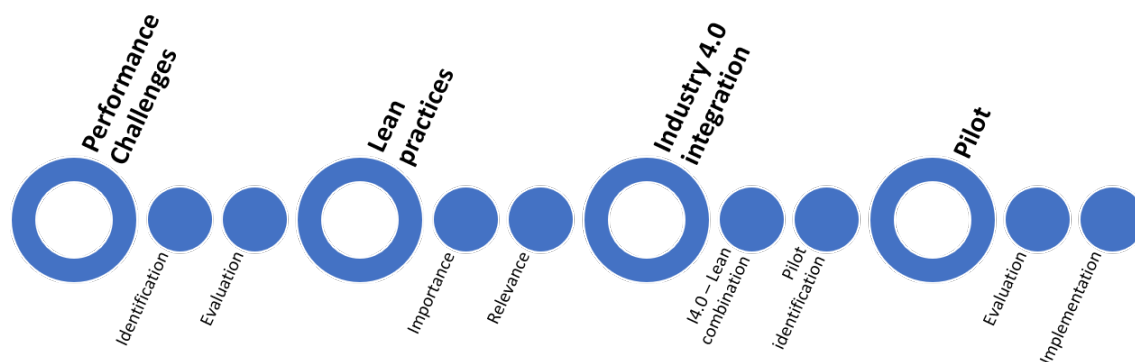 Performance
Challenges
Identification
Evaluation
Lean
practices
Importance
Relevance
Industry 4.0
integration
I4.0 – Lean
combination
Pilot
identification
Pilot
Evaluation
Implementation